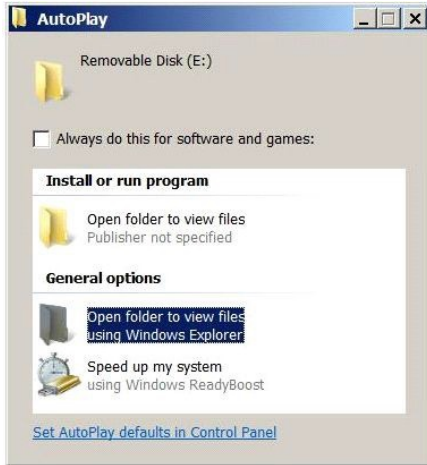 AutoPlay
Removable Disk (E:)
Always do this for software and games:
Install or run program
Open folder to view files
Publisher not specified
General options
Open folder to view files
using Windows Explorer
Speed up my system
using Windows ReadyBoost
Set AutoPlay defaults in Control Panel